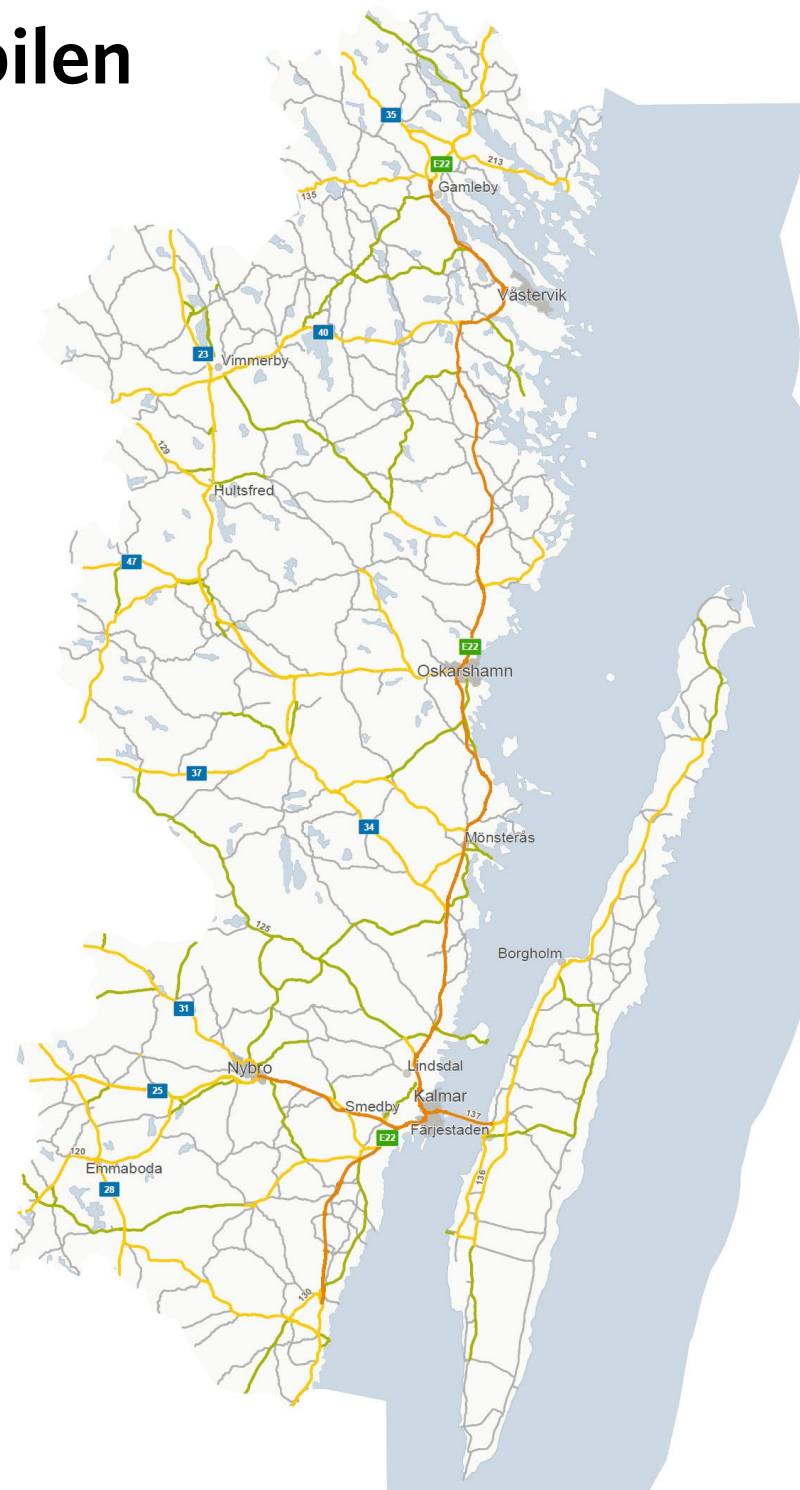 bilen
35
E22
213
Gamleby
135
Västervik
40
23
Vimmerby
129
Hultsfred
47
E22
Oskarshamn
37
34
Mönsterås
125
Borgholm
31
Lindsdal
Nybro
25
Kalmar
Smedby
137
Färjestaden
E22
120
Emmaboda
136
28
130